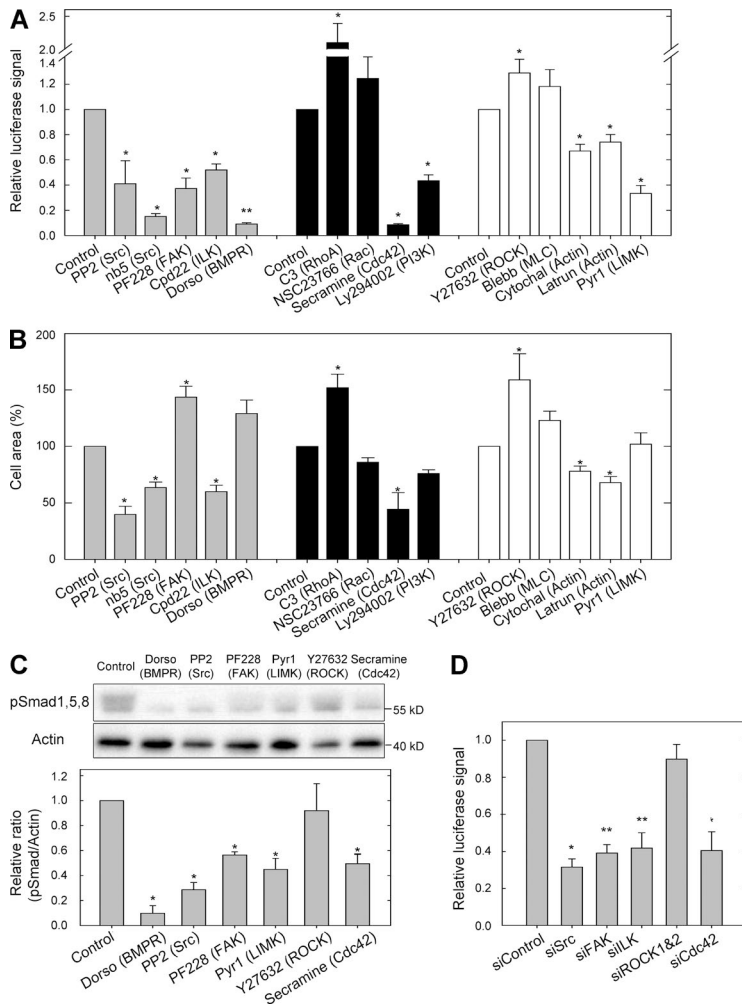 A
Relative luciferase signal
2.5
2.0
1.4
1.2
1.0
0.8
0.6
0.4
0.2
0.0
* * * * ** * * * * * * *
Control
PP2 (Src)
nb5 (Src)
PF228 (FAK)
Cpd22 (ILK)
Dorso (BMPR)
Control
C3 (RhoA)
NSC23766 (Rac)
Secramine (Cdc42)
Ly294002 (PI3K)
Control
Y27632 (ROCK)
Blebb (MLC)
Cytochal (Actin)
Latrun (Actin)
Pyr1 (LIMK)
B
Cell area (%)
200
150
100
50
0
* * * * * * * * *
Control
PP2 (Src)
nb5 (Src)
PF228 (FAK)
Cpd22 (ILK)
Dorso (BMPR)
Control
C3 (RhoA)
NSC23766 (Rac)
Secramine (Cdc42)
Ly294002 (PI3K)
Control
Y27632 (ROCK)
Blebb (MLC)
Cytochal (Actin)
Latrun (Actin)
Pyr1 (LIMK)
C
Control
Dorso (BMPR)
PP2 (Src)
PF228 (FAK)
Pyr1 (LIMK)
Y27632 (ROCK)
Secramine (Cdc42)
pSmad1,5,8
55 kD
Actin
40 kD
Relative ratio
(pSmad/Actin)
1.2
1.0
0.8
0.6
0.4
0.2
0.0
* * * * *
Control
Dorso (BMPR)
PP2 (Src)
PF228 (FAK)
Pyr1 (LIMK)
Y27632 (ROCK)
Secramine (Cdc42)
D
Relative luciferase signal
1.0
0.8
0.6
0.4
0.2
0
* ** ** *
siControl
siSrc
siFAK
siILK
siROCK1&2
siCdc42